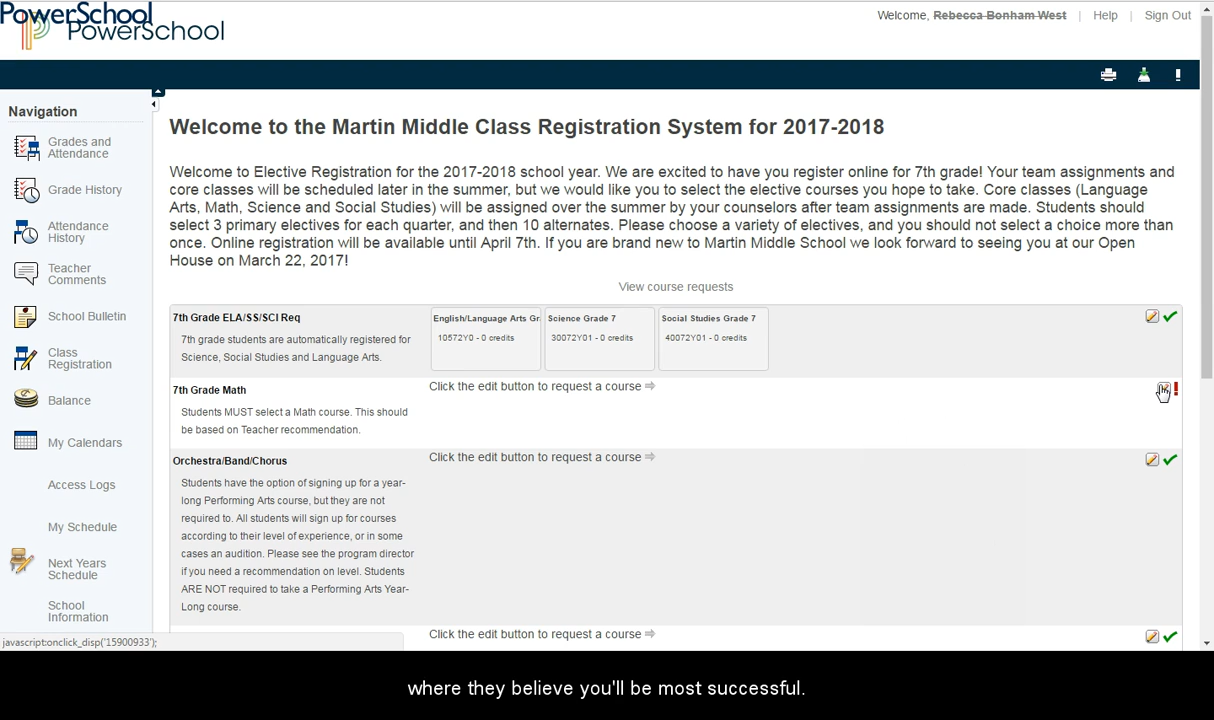 PowerSchool
PowerSchool
Welcome, Rebecca Bonham West | Help | Sign Out
Navigation
Grades and
Attendance
Grade History
Attendance
History
Teacher
Comments
School Bulletin
Class
Registration
Balance
My Calendars
Access Logs
My Schedule
Next Years
Schedule
School
Information
Welcome to the Martin Middle Class Registration System for 2017-2018
Welcome to Elective Registration for the 2017-2018 school year. We are excited to have you register online for 7th grade! Your team assignments and
core classes will be scheduled later in the summer, but we would like you to select the elective courses you hope to take. Core classes (Language
Arts, Math, Science and Social Studies) will be assigned over the summer by your counselors after team assignments are made. Students should
select 3 primary electives for each quarter, and then 10 alternates. Please choose a variety of electives, and you should not select a choice more than
once. Online registration will be available until April 7th. If you are brand new to Martin Middle School we look forward to seeing you at our Open
House on March 22, 2017!
View course requests
7th Grade ELA/SS/SCI Req
7th grade students are automatically registered for
Science, Social Studies and Language Arts.
English/Language Arts Gr
10572Y0 - 0 credits
Science Grade 7
30072Y01 - 0 credits
Social Studies Grade 7
40072Y01 - 0 credits
7th Grade Math
Students MUST select a Math course. This should
be based on Teacher recommendation.
Click the edit button to request a course ⇨
Orchestra/Band/Chorus
Students have the option of signing up for a year-
long Performing Arts course, but they are not
required to. All students will sign up for courses
according to their level of experience, or in some
cases an audition. Please see the program director
if you need a recommendation on level. Students
ARE NOT required to take a Performing Arts Year-
Long course.
Click the edit button to request a course ⇨
Click the edit button to request a course ⇨
javascript:onclick_disp('15900933');
where they believe you'll be most successful.